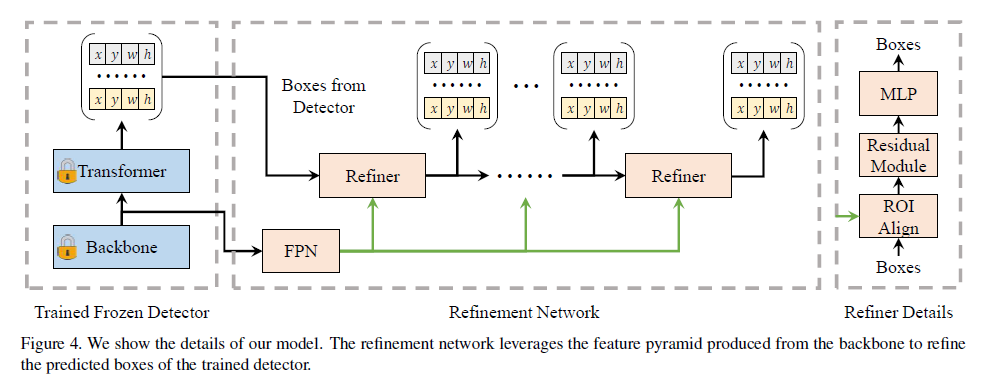 x y w h
......
x y w h
Transformer
Backbone
Trained Frozen Detector
Boxes from
Detector
x y w h
......
x y w h
...
x y w h
......
x y w h
x y w h
......
x y w h
Refiner
......
Refiner
FPN
Refinement Network
Boxes
MLP
Residual
Module
ROI
Align
Boxes
Refiner Details
Figure 4. We show the details of our model. The refinement network leverages the feature pyramid produced from the backbone to refine
the predicted boxes of the trained detector.